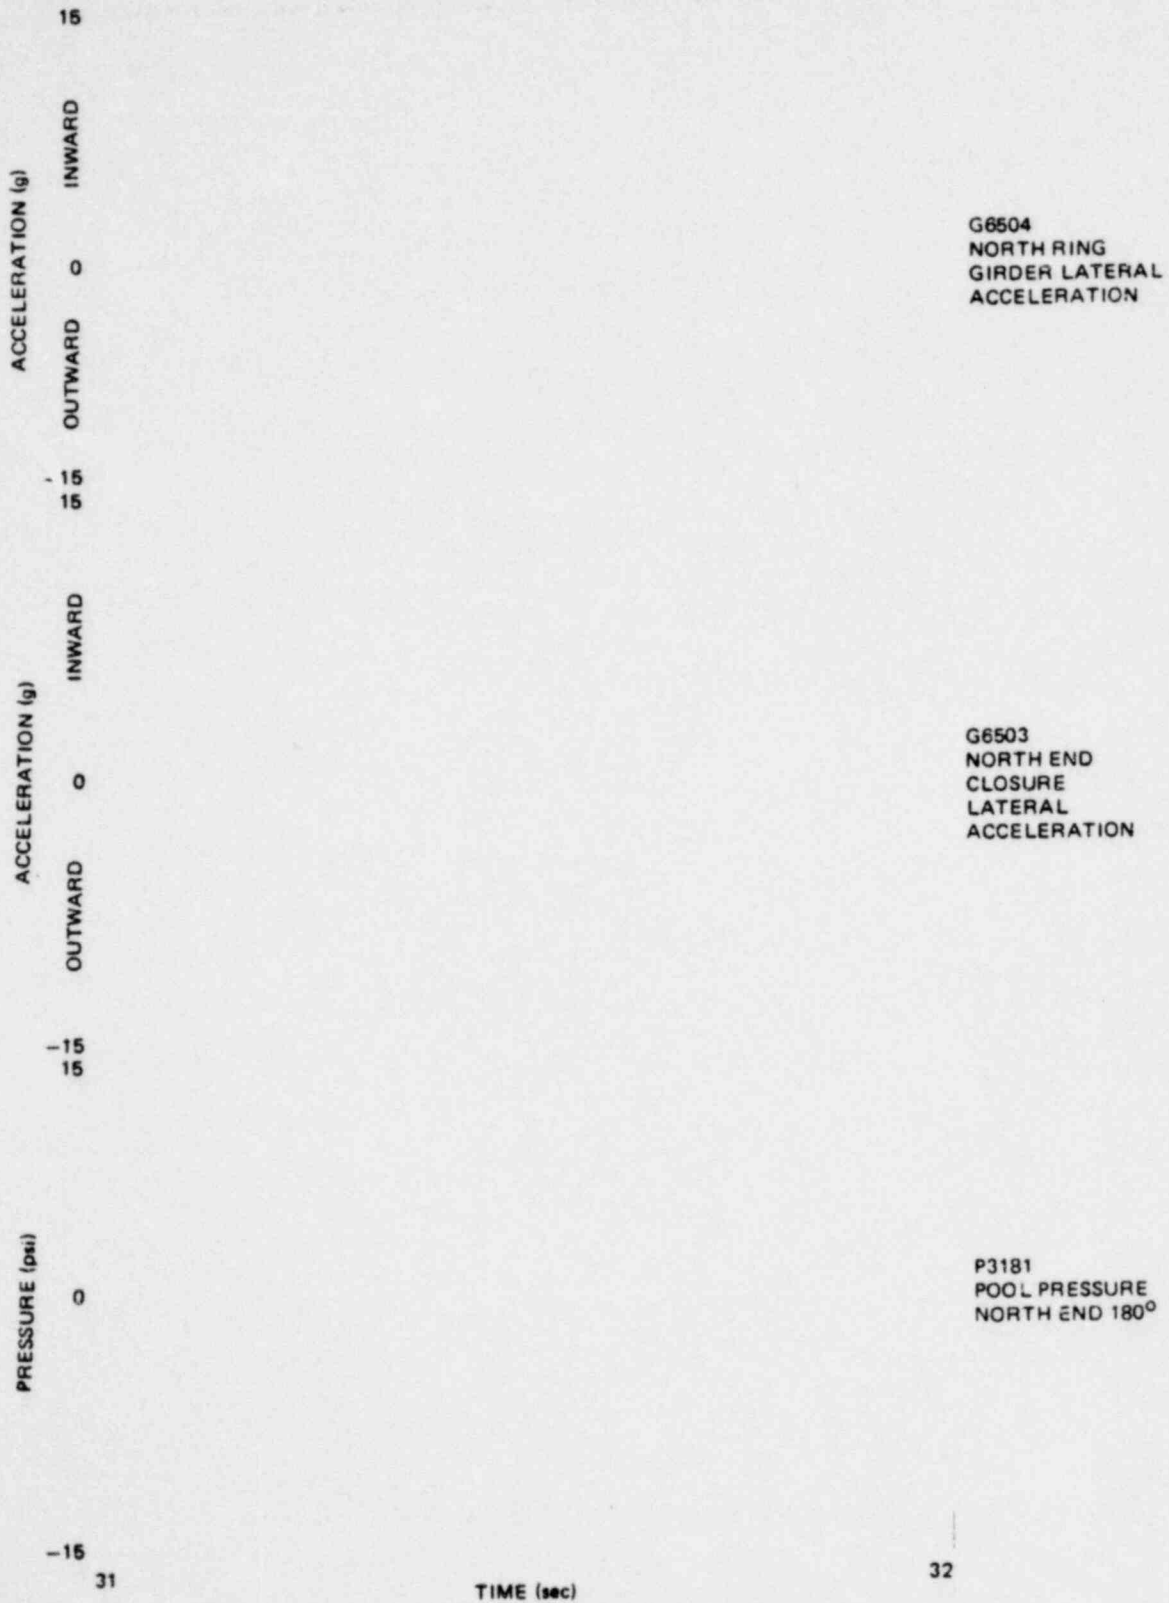 15
INWARD
ACCELERATION (g)
0
OUTWARD
- 15
G6504
NORTH RING
GIRDER LATERAL
ACCELERATION
15
INWARD
ACCELERATION (g)
0
OUTWARD
-15
G6503
NORTH END
CLOSURE
LATERAL
ACCELERATION
15
PRESSURE (psi)
0
-15
P3181
POOL PRESSURE
NORTH END 180°
31
32
TIME (sec)